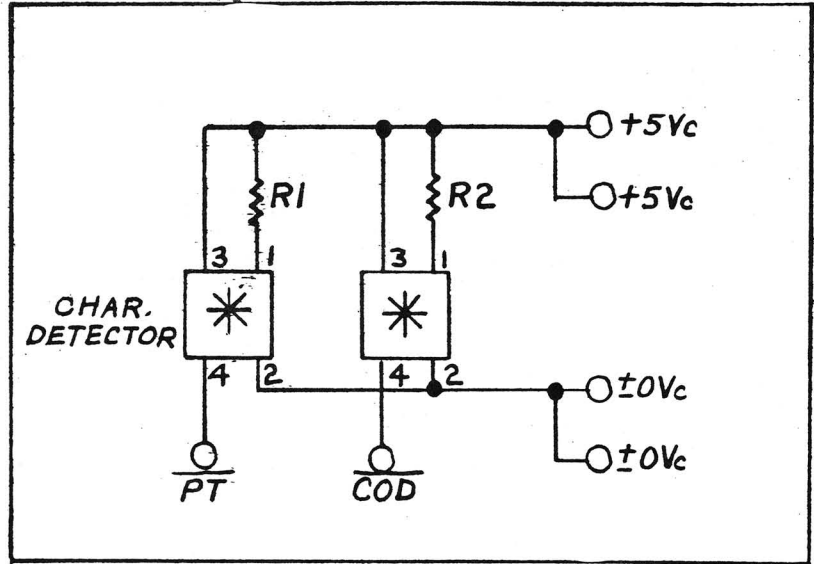 +5Vc
R1
R2
+5Vc
3 1
3 1
CHAR.
DETECTOR
4 2
4 2
±0Vc
±0Vc
PT
COD